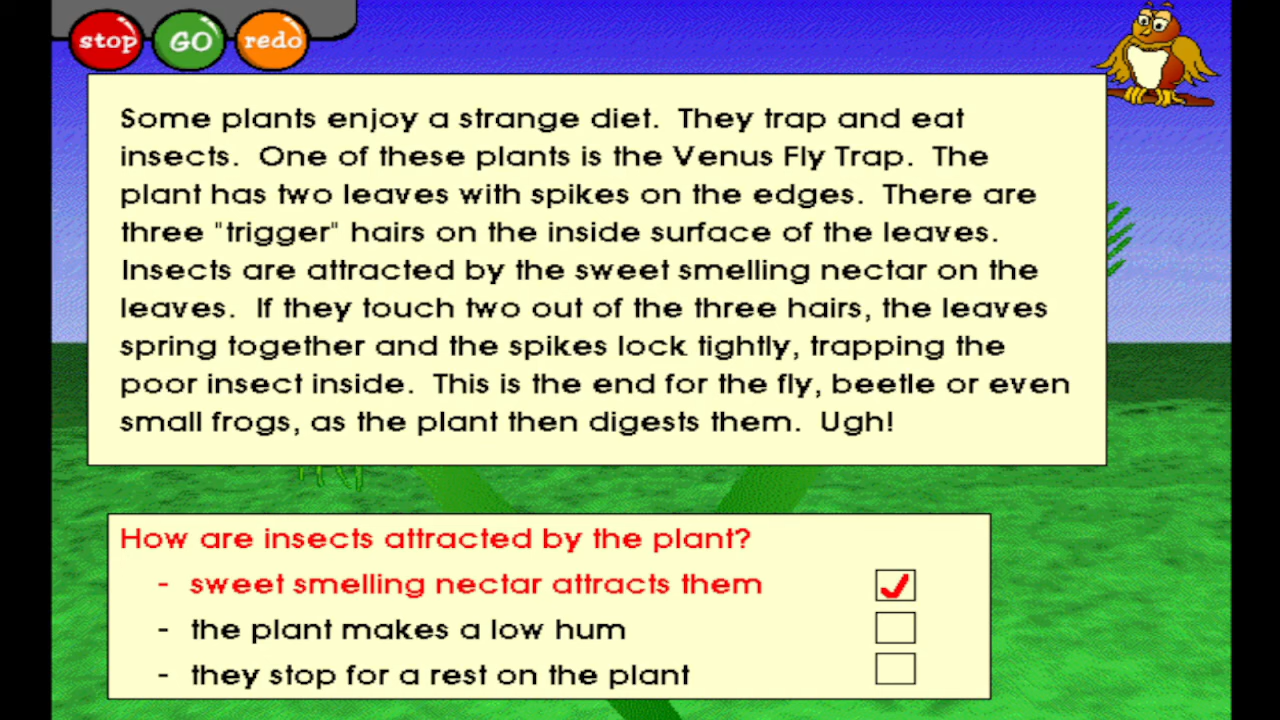 stop GO redo
Some plants enjoy a strange diet. They trap and eat
insects. One of these plants is the Venus Fly Trap. The
plant has two leaves with spikes on the edges. There are
three "trigger" hairs on the inside surface of the leaves.
Insects are attracted by the sweet smelling nectar on the
leaves. If they touch two out of the three hairs, the leaves
spring together and the spikes lock tightly, trapping the
poor insect inside. This is the end for the fly, beetle or even
small frogs, as the plant then digests them. Ugh!
How are insects attracted by the plant?
- sweet smelling nectar attracts them
- the plant makes a low hum
- they stop for a rest on the plant